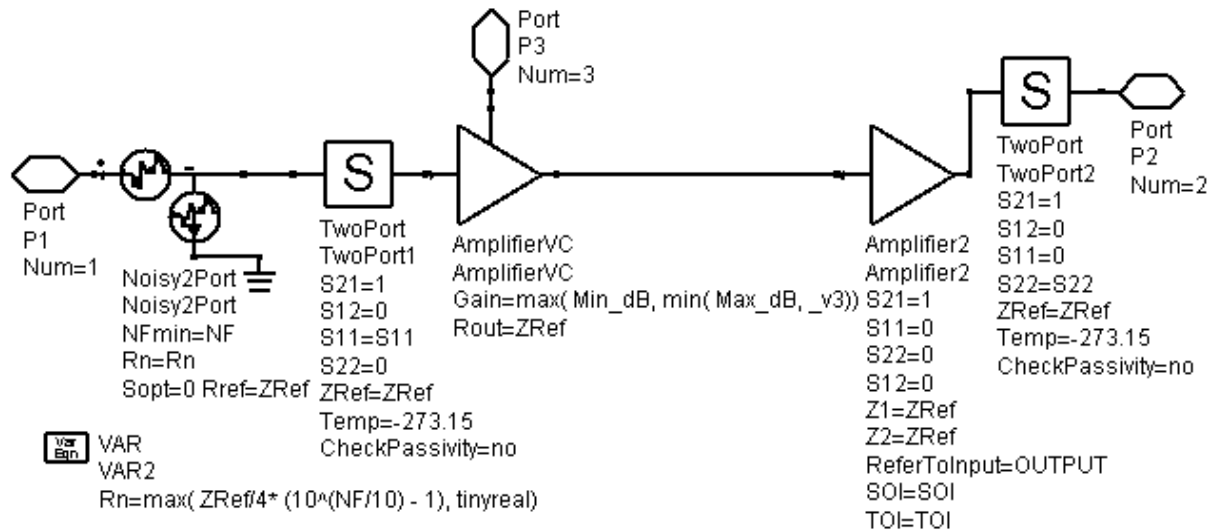 Port
P3
Num=3
S
TwoPort
TwoPort2
S21=1
S12=0
S11=0
S22=S22
ZRef=ZRef
Temp=-273.15
CheckPassivity=no
Port
P2
Num=2
Port
P1
Num=1
Noisy2Port
Noisy2Port
NFmin=NF
Rn=Rn
Sopt=0 Rref=ZRef
S
TwoPort
TwoPort1
S21=1
S12=0
S11=S11
S22=0
ZRef=ZRef
Temp=-273.15
CheckPassivity=no
AmplifierVC
AmplifierVC
Gain=max( Min_dB, min( Max_dB, _v3))
Rout=ZRef
Amplifier2
Amplifier2
S21=1
S11=0
S22=0
S12=0
Z1=ZRef
Z2=ZRef
ReferToInput=OUTPUT
SOI=SOI
TOI=TOI
Var
Eqn
VAR
VAR2
Rn=max( ZRef/4* (10^(NF/10) - 1), tinyreal)